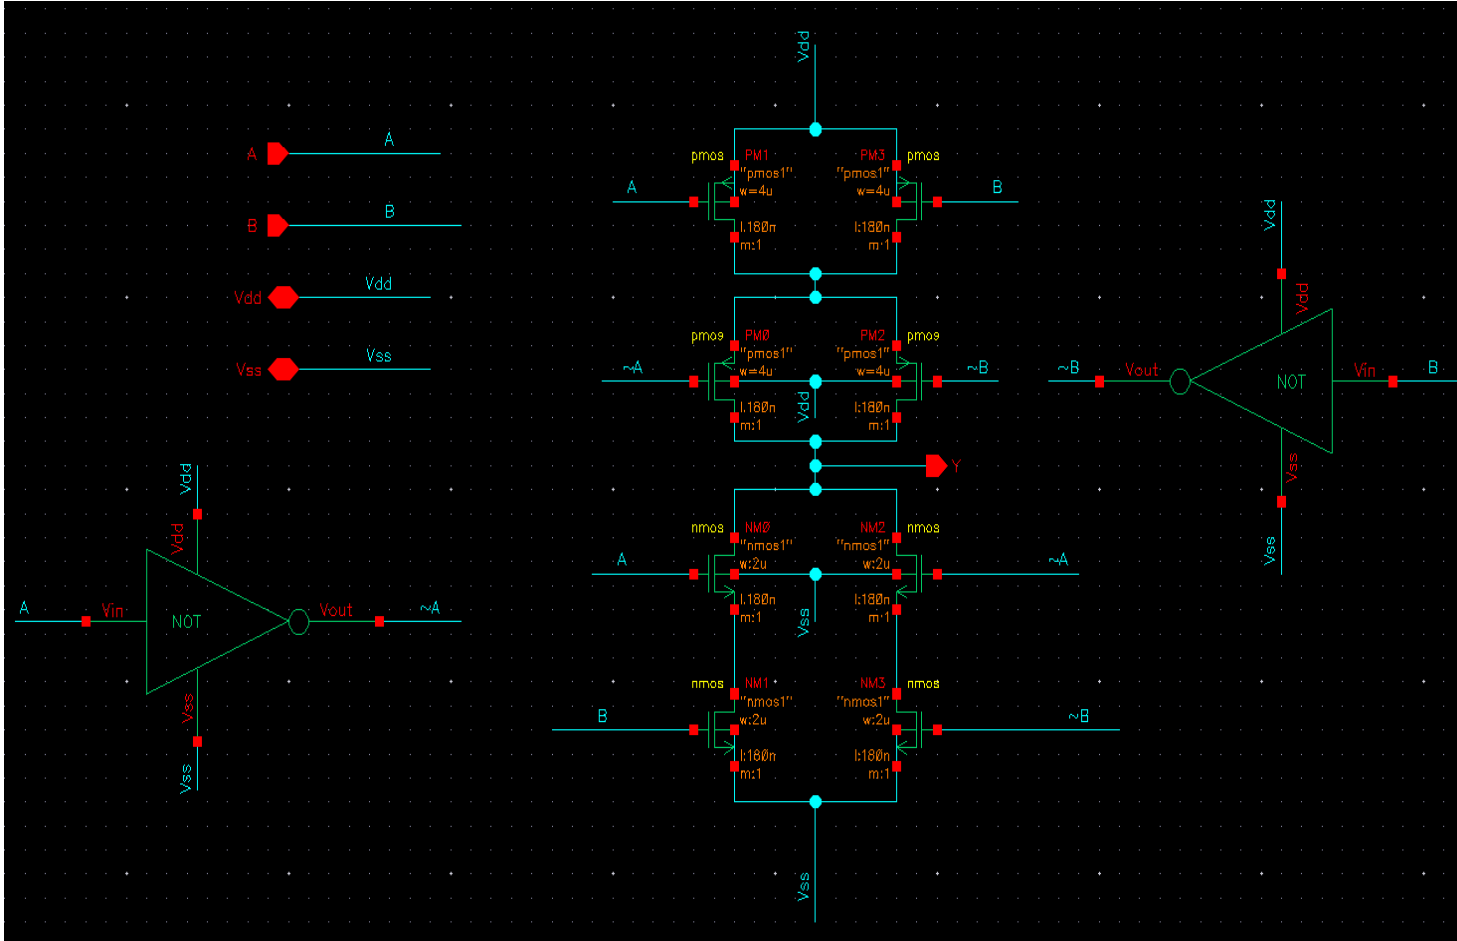 Vdd
A
A
B
B
Vdd
Vdd
Vss
Vss
pmos
PM1
"pmos1"
w=4u
l:180n
m:1
A
PM3
pmos
"pmos1"
w=4u
l:180n
m:1
B
pmos
PM0
"pmos1"
w=4u
l:180n
m:1
~A
PM2
pmos
"pmos1"
w=4u
l:180n
m:1
~B
Vdd
Y
nmos
NM0
"nmos1"
w:2u
l:180n
m:1
A
NM2
nmos
"nmos1"
w:2u
l:180n
m:1
~A
Vss
nmos
NM1
"nmos1"
w:2u
l:180n
m:1
B
NM3
nmos
"nmos1"
w:2u
l:180n
m:1
~B
Vss
Vdd
Vdd
A
Vin
NOT
Vout
~A
Vss
Vss
Vdd
Vdd
~B
Vout
NOT
Vin
B
Vss
Vss